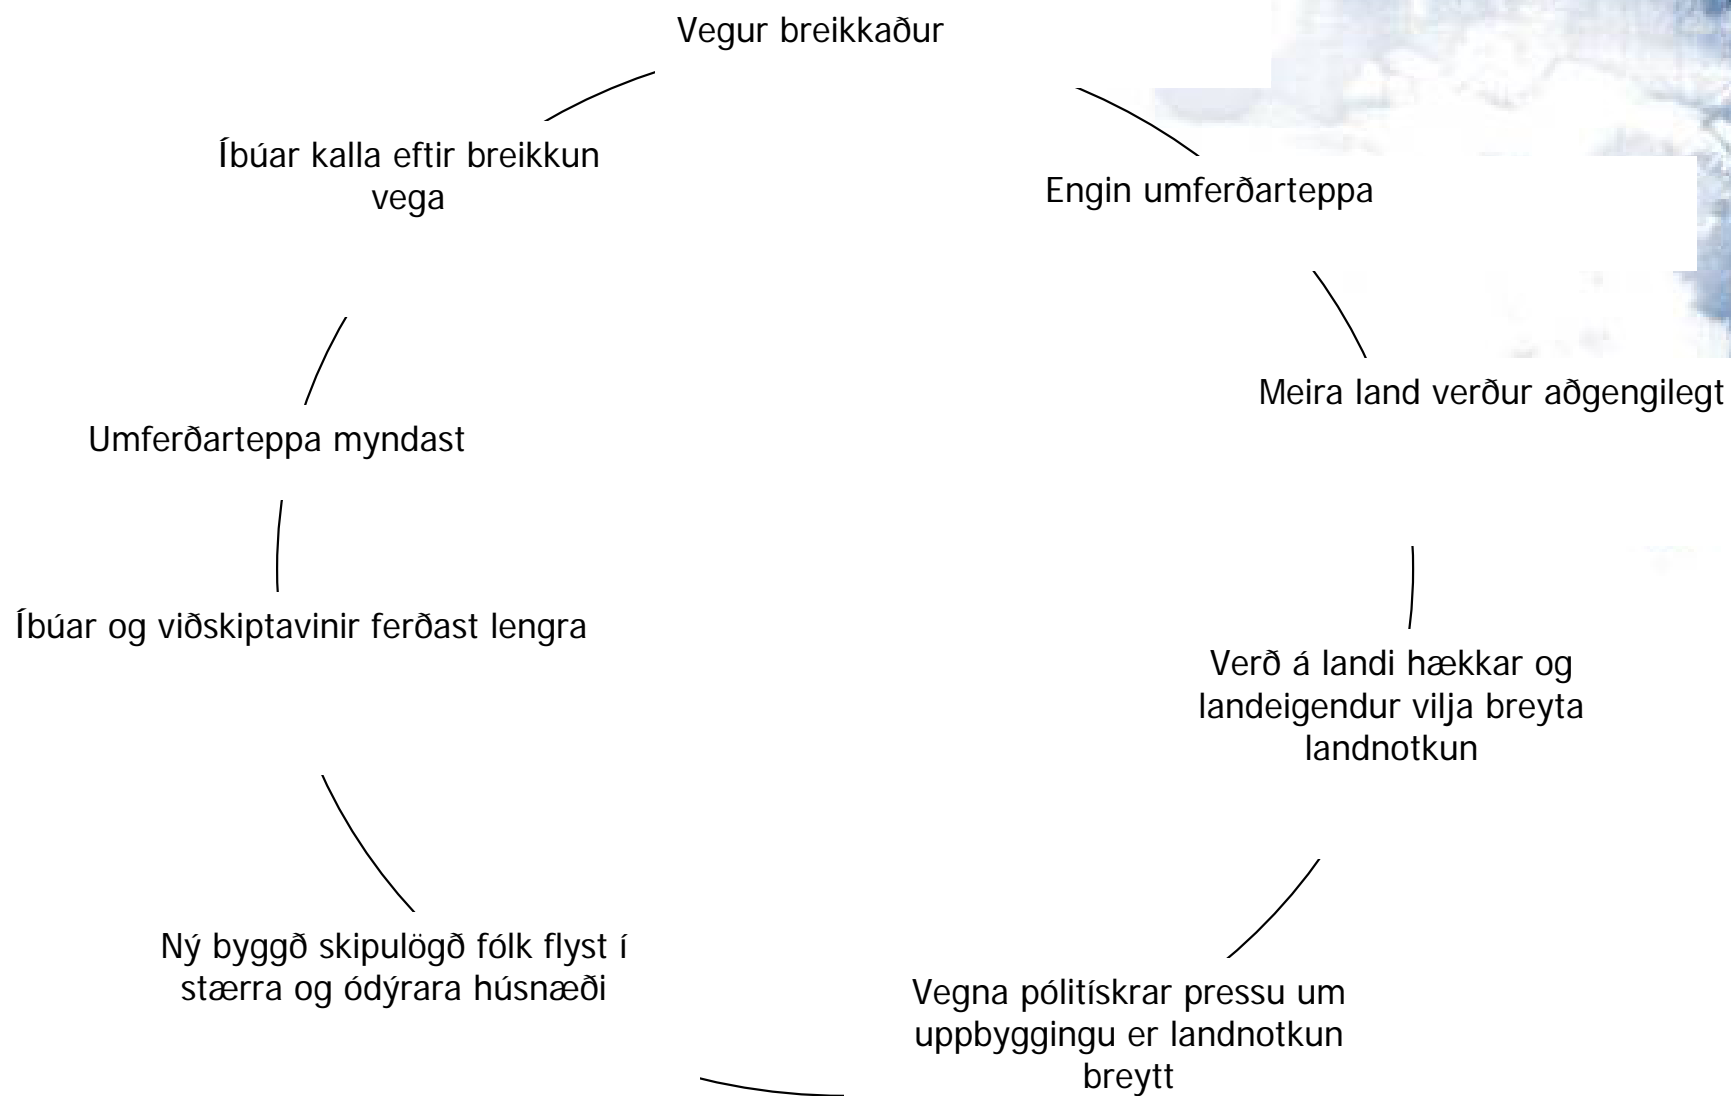 Vegur breikkaður
Engin umferðarteppa
Meira land verður aðgengilegt
Verð á landi hækkar og
landeigendur vilja breyta
landnotkun
Vegna pólitískrar pressu um
uppbyggingu er landnotkun
breytt
Ný byggð skipulögð fólk flyst í
stærra og ódýrara húsnæði
Íbúar og viðskiptavinir ferðast lengra
Umferðarteppa myndast
Íbúar kalla eftir breikkun
vega